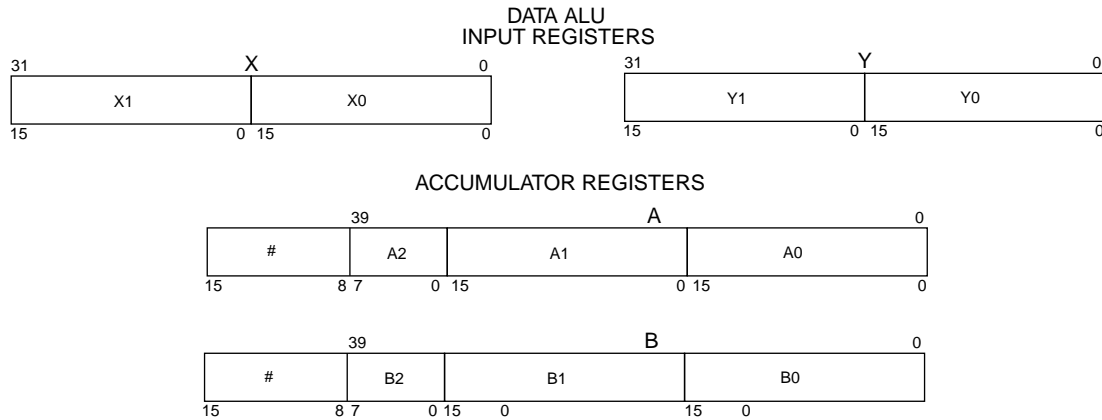 DATA ALU
INPUT REGISTERS
31 X 0
X1 X0
15 0 15 0
31 Y 0
Y1 Y0
15 0 15 0
ACCUMULATOR REGISTERS
39 A 0
# A2 A1 A0
15 8 7 0 15 0 15 0
39 B 0
# B2 B1 B0
15 8 7 0 15 0 15 0